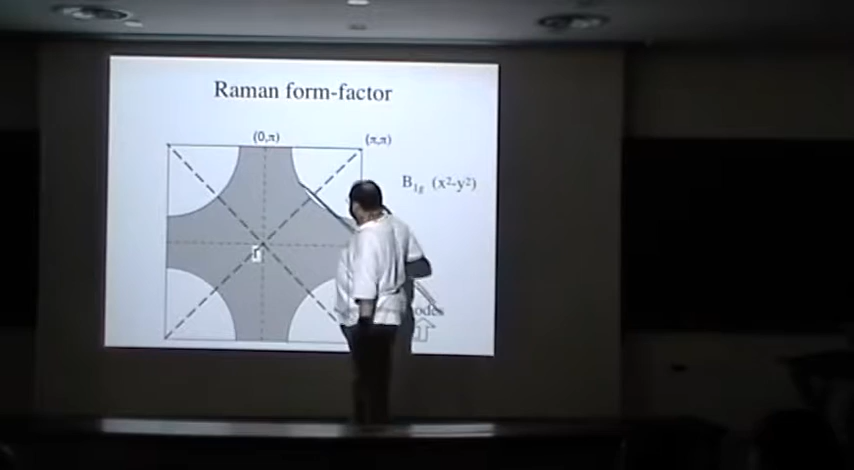 Raman form-factor
(0,π)
(π,π)
B1g (x²-y²)
Γ